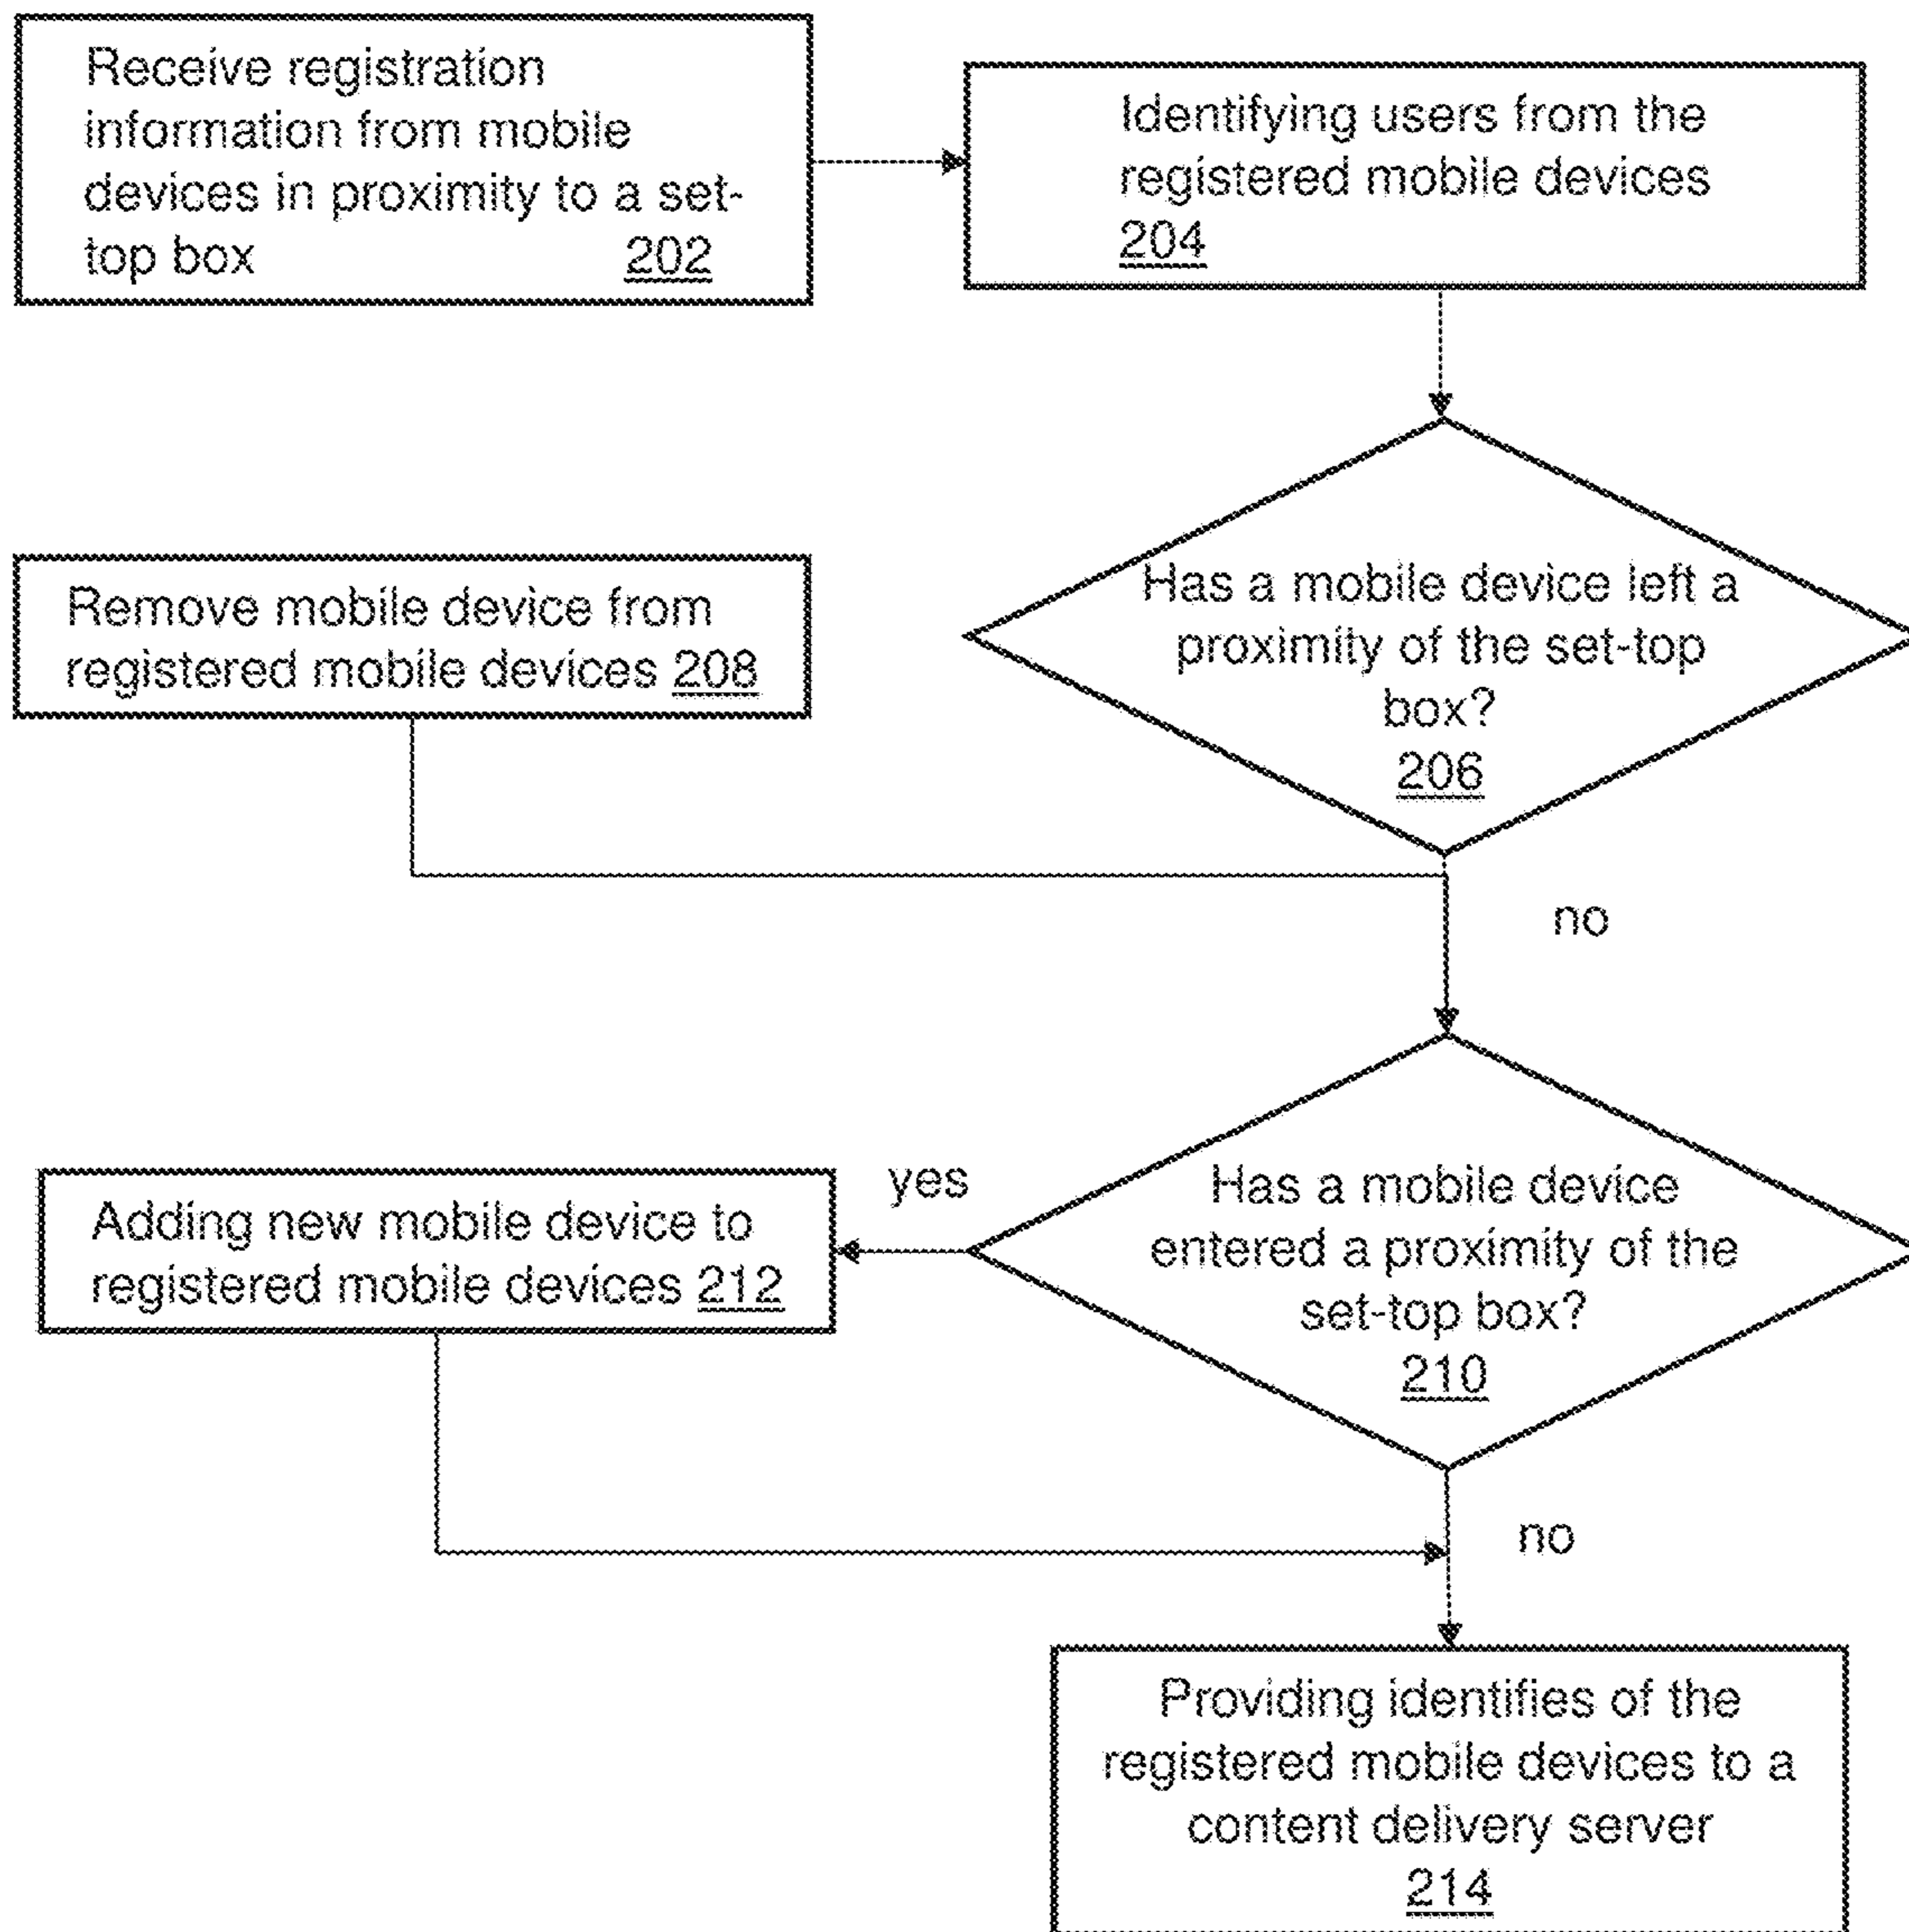 Receive registration
information from mobile
devices in proximity to a set-
top box 202
Identifying users from the
registered mobile devices
204
Has a mobile device left a
proximity of the set-top
box?
206
Remove mobile device from
registered mobile devices 208
no
Has a mobile device
entered a proximity of the
set-top box?
210
yes
Adding new mobile device to
registered mobile devices 212
no
Providing identifies of the
registered mobile devices to a
content delivery server
214